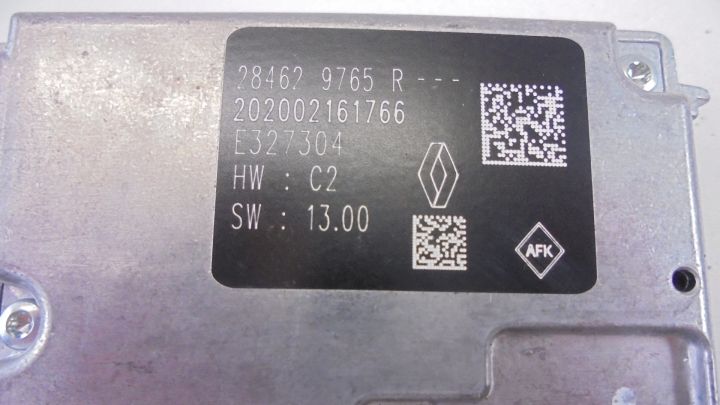 28462 9765 R ---
202002161766
E327304
HW : C2
SW : 13.00
AFK